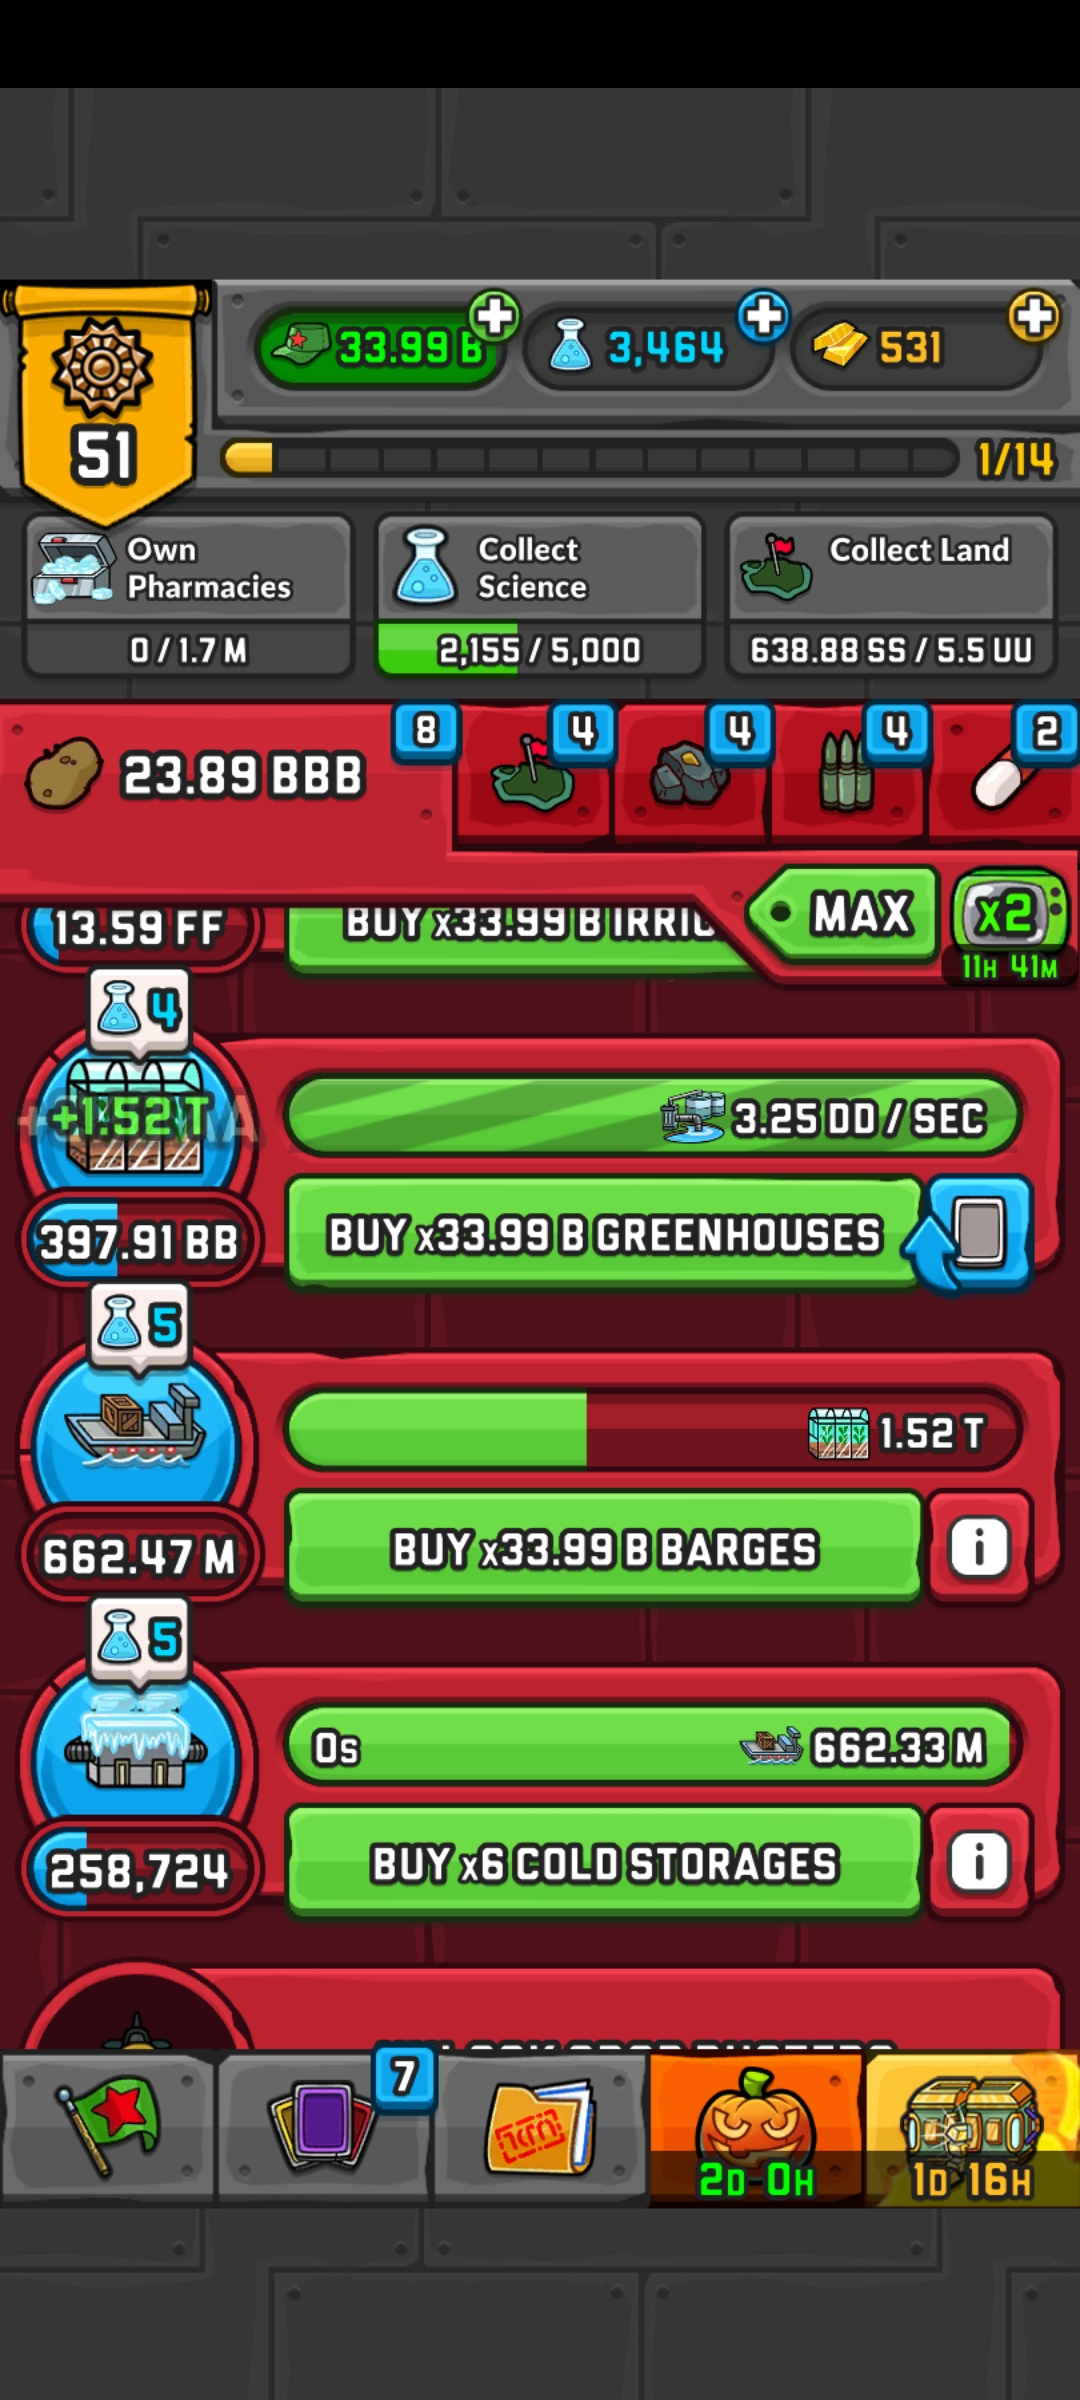 33.99 B
3,464
531
51
1/14
Own
Pharmacies
0 / 1.7 M
Collect
Science
2,155 / 5,000
Collect Land
638.88 SS / 5.5 UU
23.89 BBB
8
4
4
4
2
MAX
x2
11H 41M
13.59 FF
BUY x33.99 B
4
+1.52 T
3.25 DD / SEC
397.91 BB
BUY x33.99 B GREENHOUSES
5
1.52 T
662.47 M
BUY x33.99 B BARGES
i
5
0s
662.33 M
258,724
BUY x6 COLD STORAGES
i
7
2D 0H
1D 16H